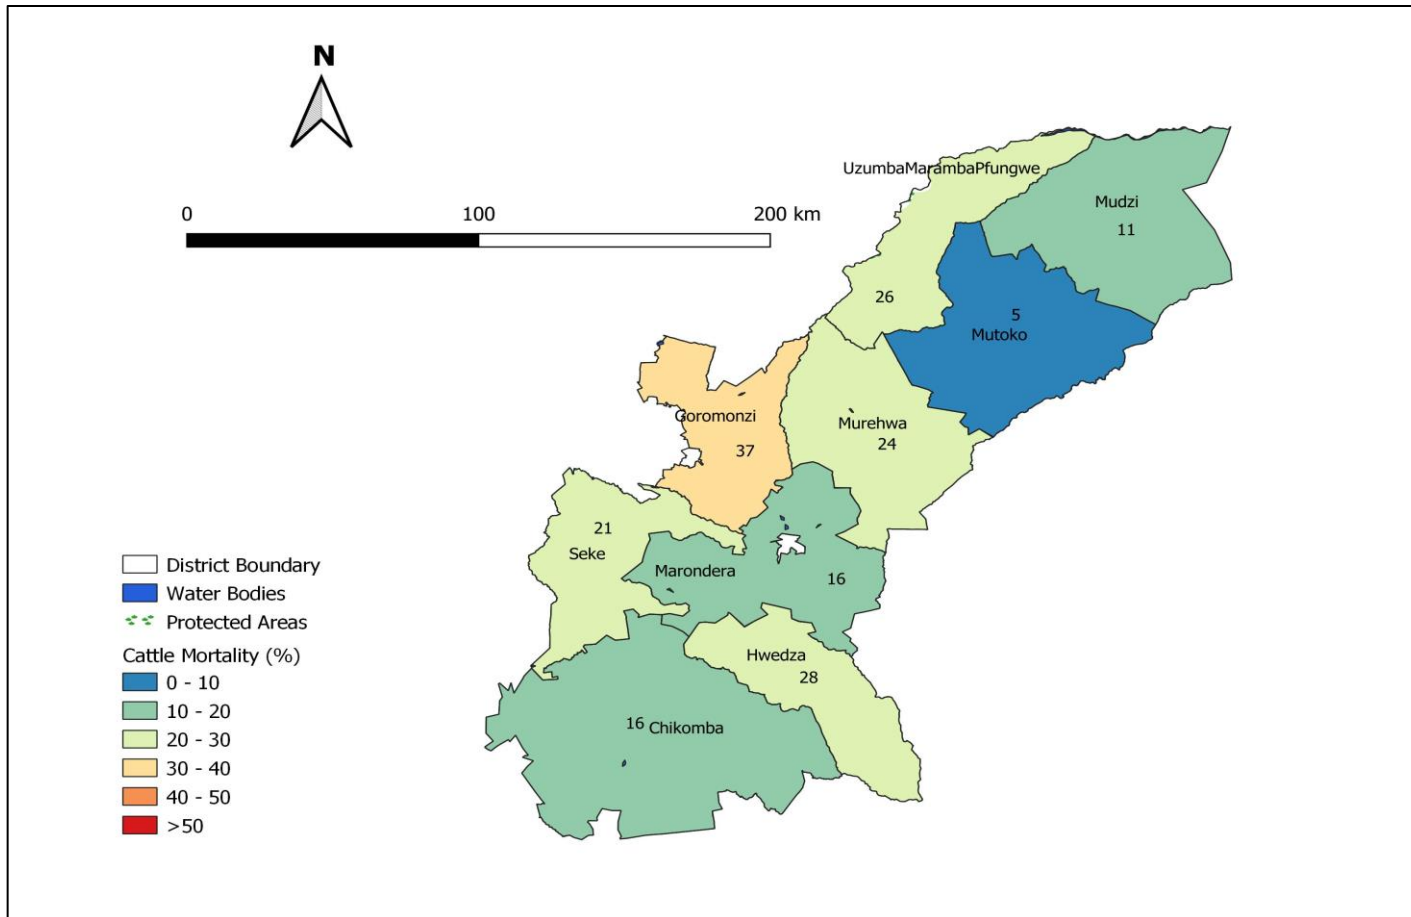 N
0 100 200 km
UzumbaMarambaPfungwe
Mudzi
11
26
5
Mutoko
Goromonzi
37
Murehwa
24
21
Seke
Marondera
16
Hwedza
28
16 Chikomba
District Boundary
Water Bodies
Protected Areas
Cattle Mortality (%)
0 - 10
10 - 20
20 - 30
30 - 40
40 - 50
>50